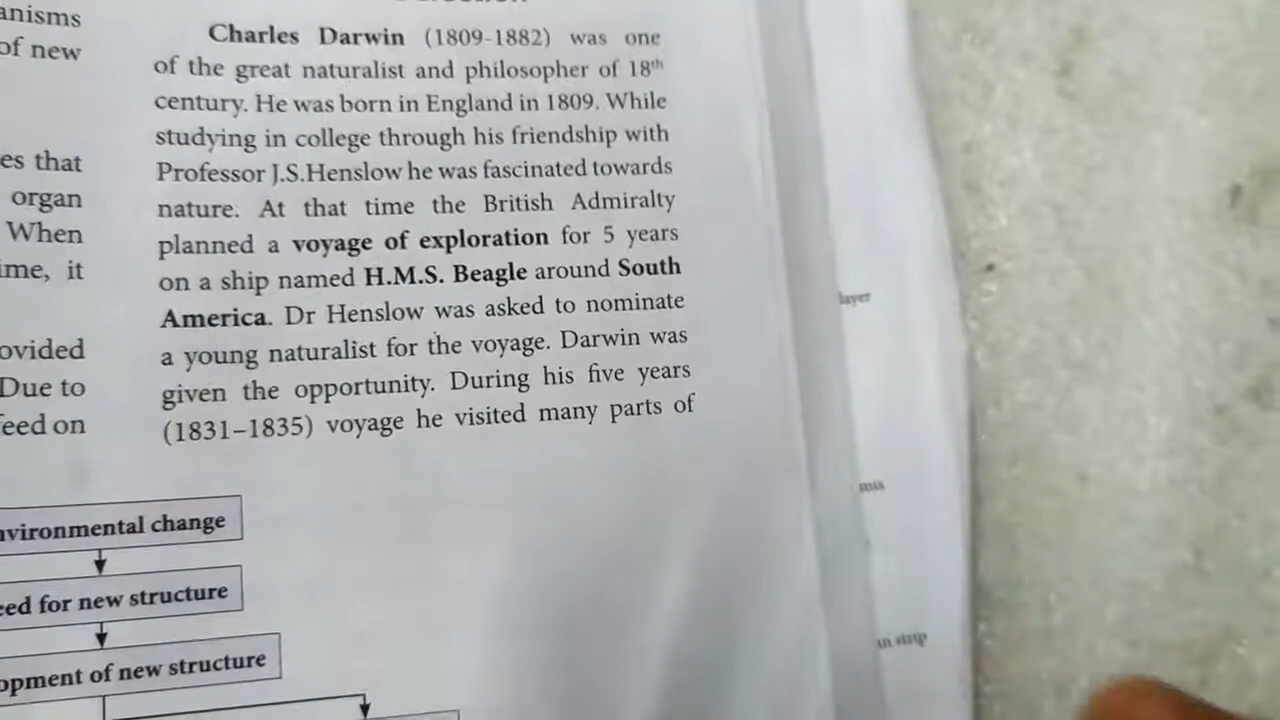 anisms
of new
es that
organ
When
ime, it
ovided
Due to
feed on
Charles Darwin (1809-1882) was one
of the great naturalist and philosopher of 18th
century. He was born in England in 1809. While
studying in college through his friendship with
Professor J.S.Henslow he was fascinated towards
nature. At that time the British Admiralty
planned a voyage of exploration for 5 years
on a ship named H.M.S. Beagle around South
America. Dr Henslow was asked to nominate
a young naturalist for the voyage. Darwin was
given the opportunity. During his five years
(1831–1835) voyage he visited many parts of
nvironmental change
eed for new structure
opment of new structure
layer
in strip